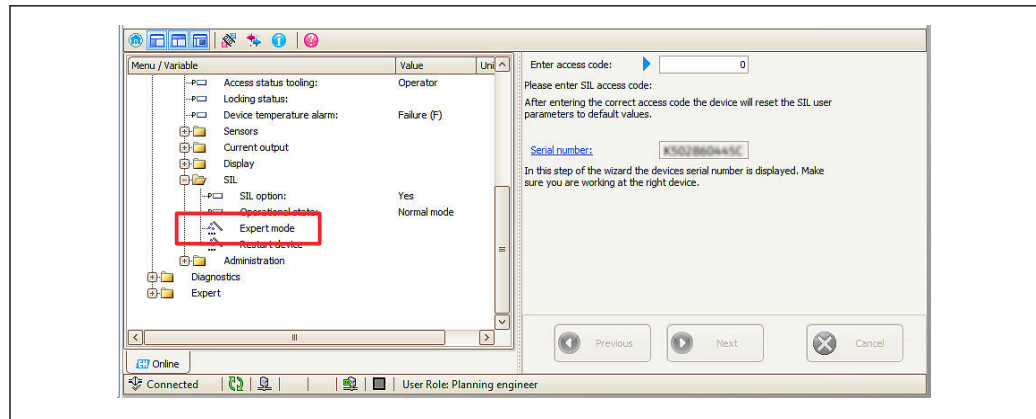 Menu / Variable Value Uni
Access status tooling: Operator
Locking status:
Device temperature alarm: Failure (F)
Sensors
Current output
Display
SIL
SIL option: Yes
Operational state: Normal mode
Expert mode
Restart device
Administration
Diagnostics
Expert
Online
Enter access code: 0
Please enter SIL access code:
After entering the correct access code the device will reset the SIL user
parameters to default values.
Serial number:
In this step of the wizard the devices serial number is displayed. Make
sure you are working at the right device.
Previous Next Cancel
Connected User Role: Planning engineer